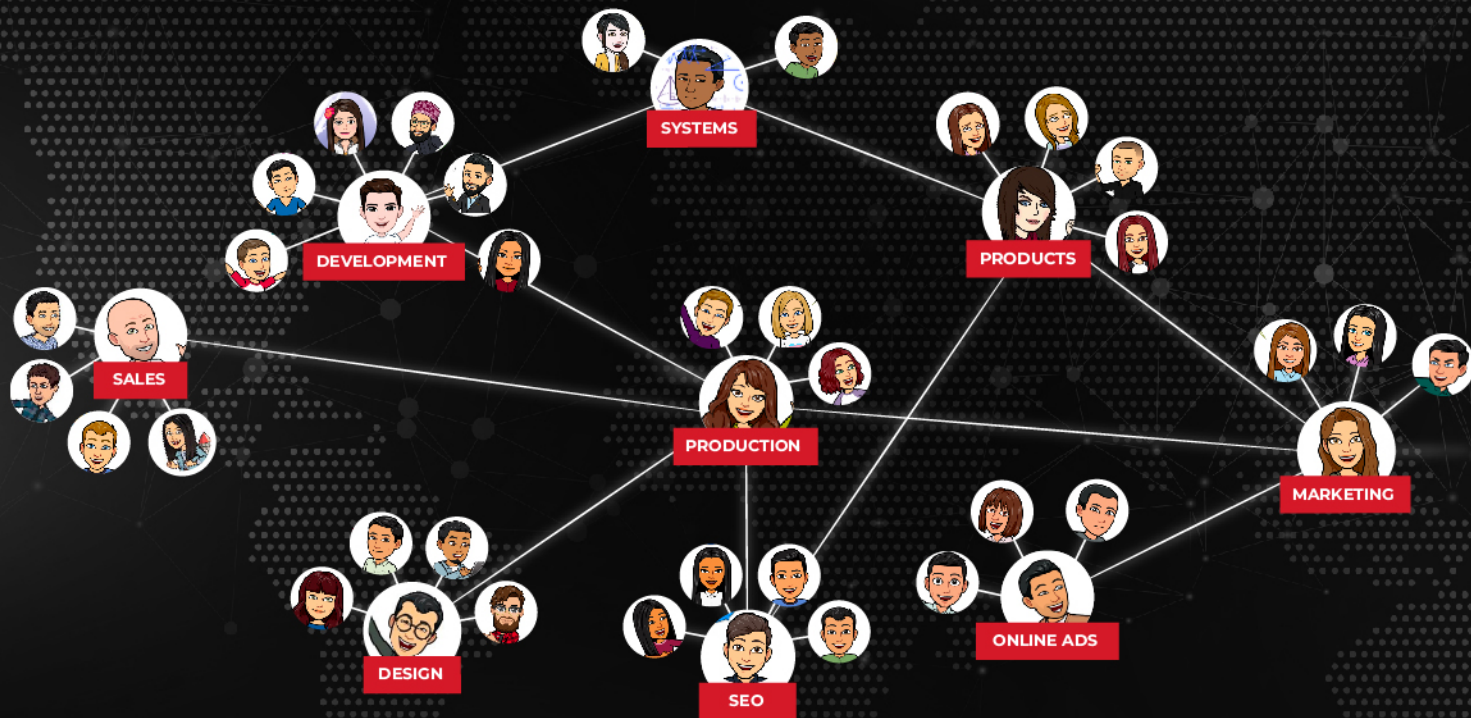 SYSTEMS
DEVELOPMENT
PRODUCTS
SALES
PRODUCTION
MARKETING
DESIGN
SEO
ONLINE ADS